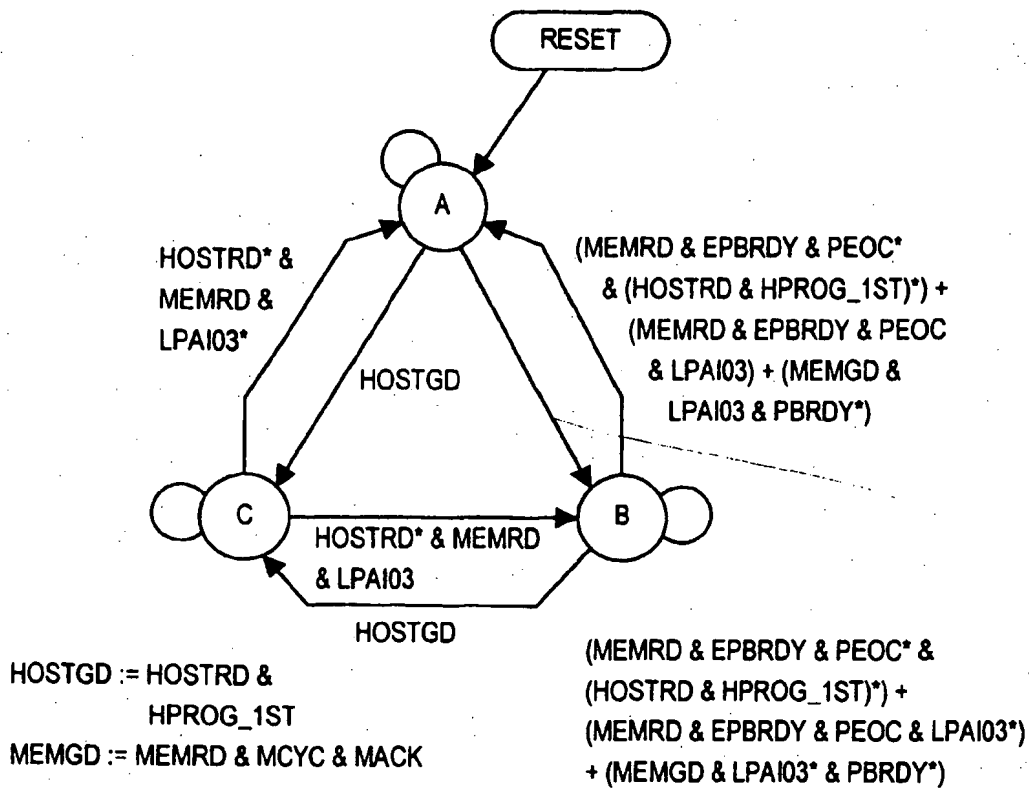 RESET
A
HOSTRD* &
MEMRD &
LPAI03*
(MEMRD & EPBRDY & PEOC*
& (HOSTRD & HPROG_1ST)*) +
(MEMRD & EPBRDY & PEOC
& LPAI03) + (MEMGD &
LPAI03 & PBRDY*)
HOSTGD
C
B
HOSTRD* & MEMRD
& LPAI03
HOSTGD
HOSTGD := HOSTRD &
HPROG_1ST
MEMGD := MEMRD & MCYC & MACK
(MEMRD & EPBRDY & PEOC* &
(HOSTRD & HPROG_1ST)*) +
(MEMRD & EPBRDY & PEOC & LPAI03*)
+ (MEMGD & LPAI03* & PBRDY*)